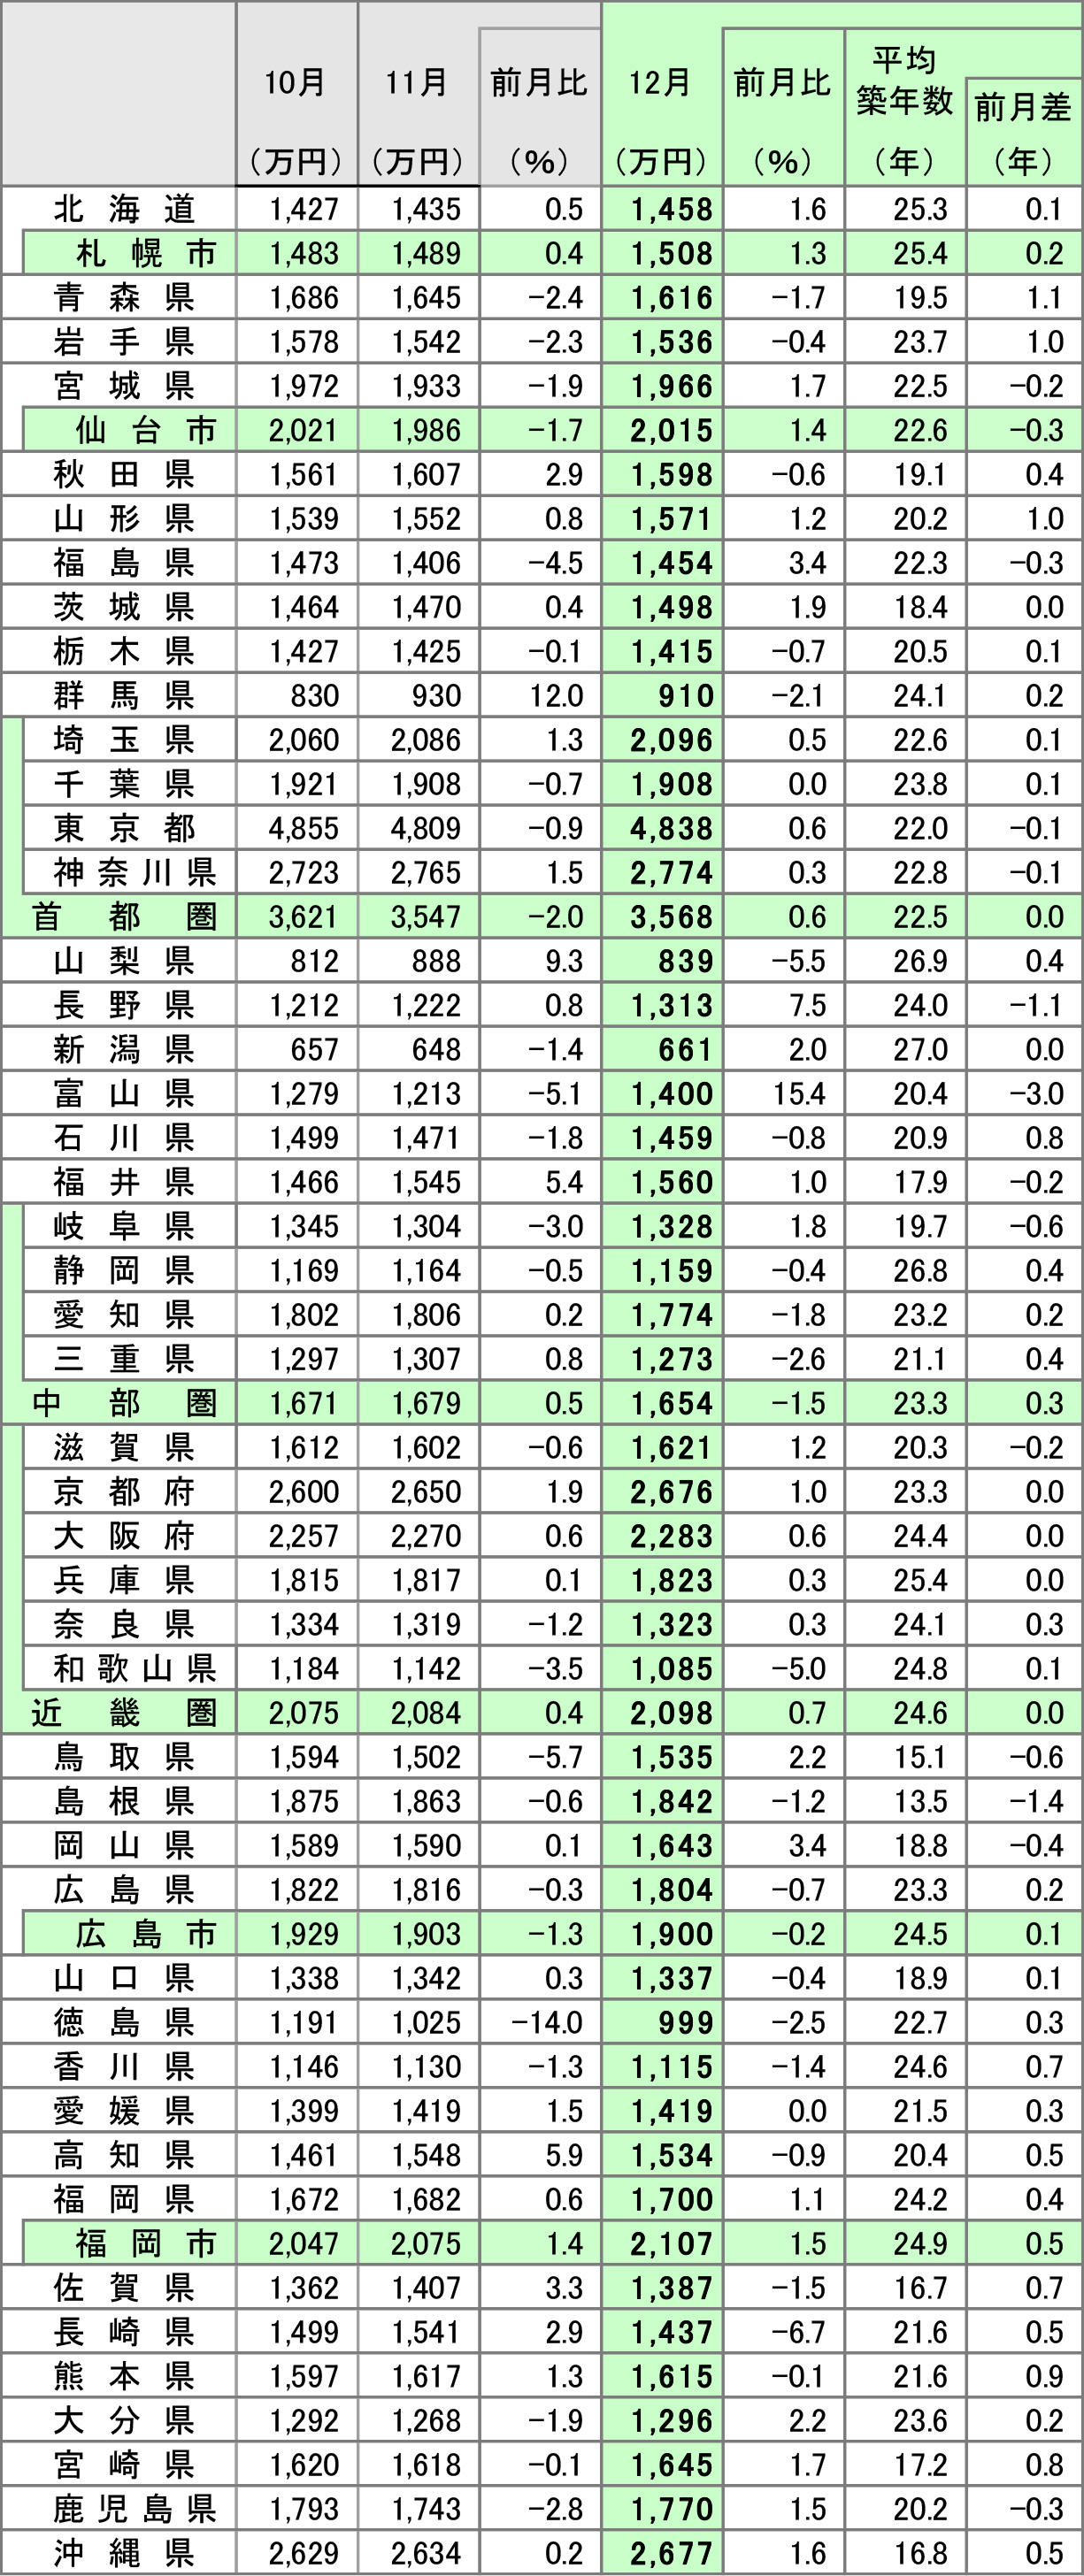 10月 11月 前月比 12月 前月比 平均築年数 前月差
（万円） （万円） （％） （万円） （％） （年） （年）
北海道 1,427 1,435 0.5 1,458 1.6 25.3 0.1
札幌市 1,483 1,489 0.4 1,508 1.3 25.4 0.2
青森県 1,686 1,645 −2.4 1,616 −1.7 19.5 1.1
岩手県 1,578 1,542 −2.3 1,536 −0.4 23.7 1.0
宮城県 1,972 1,933 −1.9 1,966 1.7 22.5 −0.2
仙台市 2,021 1,986 −1.7 2,015 1.4 22.6 −0.3
秋田県 1,561 1,607 2.9 1,598 −0.6 19.1 0.4
山形県 1,539 1,552 0.8 1,571 1.2 20.2 1.0
福島県 1,473 1,406 −4.5 1,454 3.4 22.3 −0.3
茨城県 1,464 1,470 0.4 1,498 1.9 18.4 0.0
栃木県 1,427 1,425 −0.1 1,415 −0.7 20.5 0.1
群馬県 830 930 12.0 910 −2.1 24.1 0.2
埼玉県 2,060 2,086 1.3 2,096 0.5 22.6 0.1
千葉県 1,921 1,908 −0.7 1,908 0.0 23.8 0.1
東京都 4,855 4,809 −0.9 4,838 0.6 22.0 −0.1
神奈川県 2,723 2,765 1.5 2,774 0.3 22.8 −0.1
首都圏 3,621 3,547 −2.0 3,568 0.6 22.5 0.0
山梨県 812 888 9.3 839 −5.5 26.9 0.4
長野県 1,212 1,222 0.8 1,313 7.5 24.0 −1.1
新潟県 657 648 −1.4 661 2.0 27.0 0.0
富山県 1,279 1,213 −5.1 1,400 15.4 20.4 −3.0
石川県 1,499 1,471 −1.8 1,459 −0.8 20.9 0.8
福井県 1,466 1,545 5.4 1,560 1.0 17.9 −0.2
岐阜県 1,345 1,304 −3.0 1,328 1.8 19.7 −0.6
静岡県 1,169 1,164 −0.5 1,159 −0.4 26.8 0.4
愛知県 1,802 1,806 0.2 1,774 −1.8 23.2 0.2
三重県 1,297 1,307 0.8 1,273 −2.6 21.1 0.4
中部圏 1,671 1,679 0.5 1,654 −1.5 23.3 0.3
滋賀県 1,612 1,602 −0.6 1,621 1.2 20.3 −0.2
京都府 2,600 2,650 1.9 2,676 1.0 23.3 0.0
大阪府 2,257 2,270 0.6 2,283 0.6 24.4 0.0
兵庫県 1,815 1,817 0.1 1,823 0.3 25.4 0.0
奈良県 1,334 1,319 −1.2 1,323 0.3 24.1 0.3
和歌山県 1,184 1,142 −3.5 1,085 −5.0 24.8 0.1
近畿圏 2,075 2,084 0.4 2,098 0.7 24.6 0.0
鳥取県 1,594 1,502 −5.7 1,535 2.2 15.1 −0.6
島根県 1,875 1,863 −0.6 1,842 −1.2 13.5 −1.4
岡山県 1,589 1,590 0.1 1,643 3.4 18.8 −0.4
広島県 1,822 1,816 −0.3 1,804 −0.7 23.3 0.2
広島市 1,929 1,903 −1.3 1,900 −0.2 24.5 0.1
山口県 1,338 1,342 0.3 1,337 −0.4 18.9 0.1
徳島県 1,191 1,025 −14.0 999 −2.5 22.7 0.3
香川県 1,146 1,130 −1.3 1,115 −1.4 24.6 0.7
愛媛県 1,399 1,419 1.5 1,419 0.0 21.5 0.3
高知県 1,461 1,548 5.9 1,534 −0.9 20.4 0.5
福岡県 1,672 1,682 0.6 1,700 1.1 24.2 0.4
福岡市 2,047 2,075 1.4 2,107 1.5 24.9 0.5
佐賀県 1,362 1,407 3.3 1,387 −1.5 16.7 0.7
長崎県 1,499 1,541 2.9 1,437 −6.7 21.6 0.5
熊本県 1,597 1,617 1.3 1,615 −0.1 21.6 0.9
大分県 1,292 1,268 −1.9 1,296 2.2 23.6 0.2
宮崎県 1,620 1,618 −0.1 1,645 1.7 17.2 0.8
鹿児島県 1,793 1,743 −2.8 1,770 1.5 20.2 −0.3
沖縄県 2,629 2,634 0.2 2,677 1.6 16.8 0.5